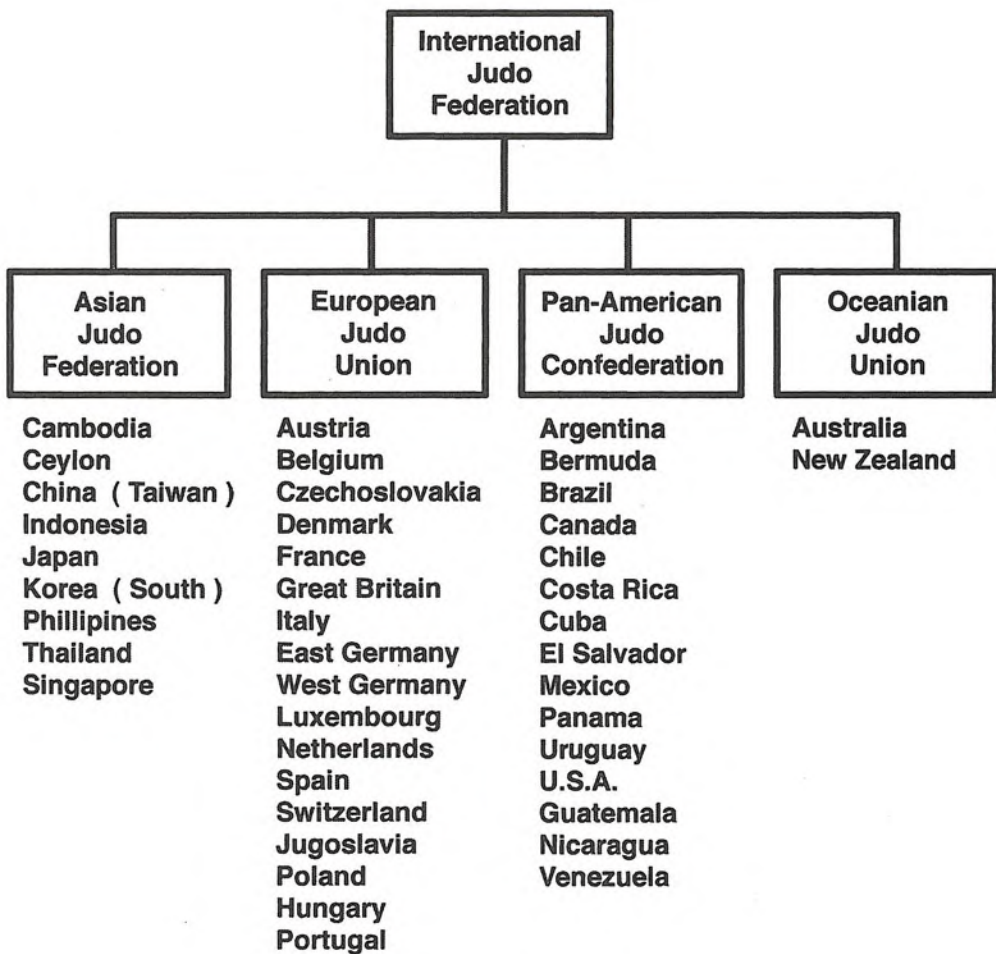 International
Judo
Federation
Asian
Judo
Federation
European
Judo
Union
Pan-American
Judo
Confederation
Oceanian
Judo
Union
Cambodia
Ceylon
China ( Taiwan )
Indonesia
Japan
Korea ( South )
Phillipines
Thailand
Singapore
Austria
Belgium
Czechoslovakia
Denmark
France
Great Britain
Italy
East Germany
West Germany
Luxembourg
Netherlands
Spain
Switzerland
Jugoslavia
Poland
Hungary
Portugal
Argentina
Bermuda
Brazil
Canada
Chile
Costa Rica
Cuba
El Salvador
Mexico
Panama
Uruguay
U.S.A.
Guatemala
Nicaragua
Venezuela
Australia
New Zealand